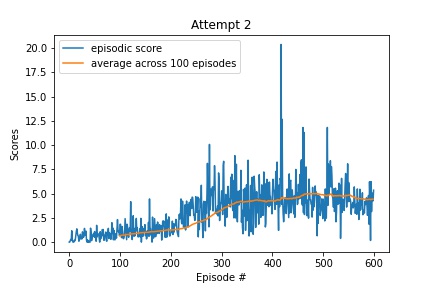 Attempt 2
episodic score
average across 100 episodes
20.0
17.5
15.0
12.5
10.0
7.5
5.0
2.5
0.0
Scores
0 100 200 300 400 500 600
Episode #